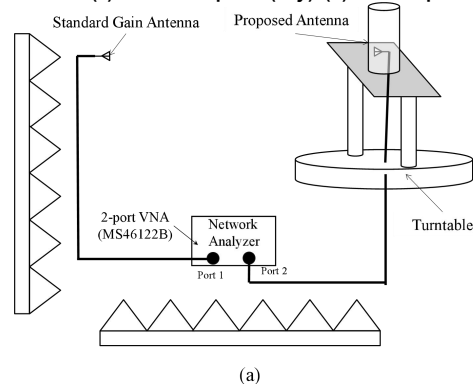 Standard Gain Antenna
Proposed Antenna
2-port VNA
(MS46122B)
Network
Analyzer
Port 1
Port 2
Turntable
(a)